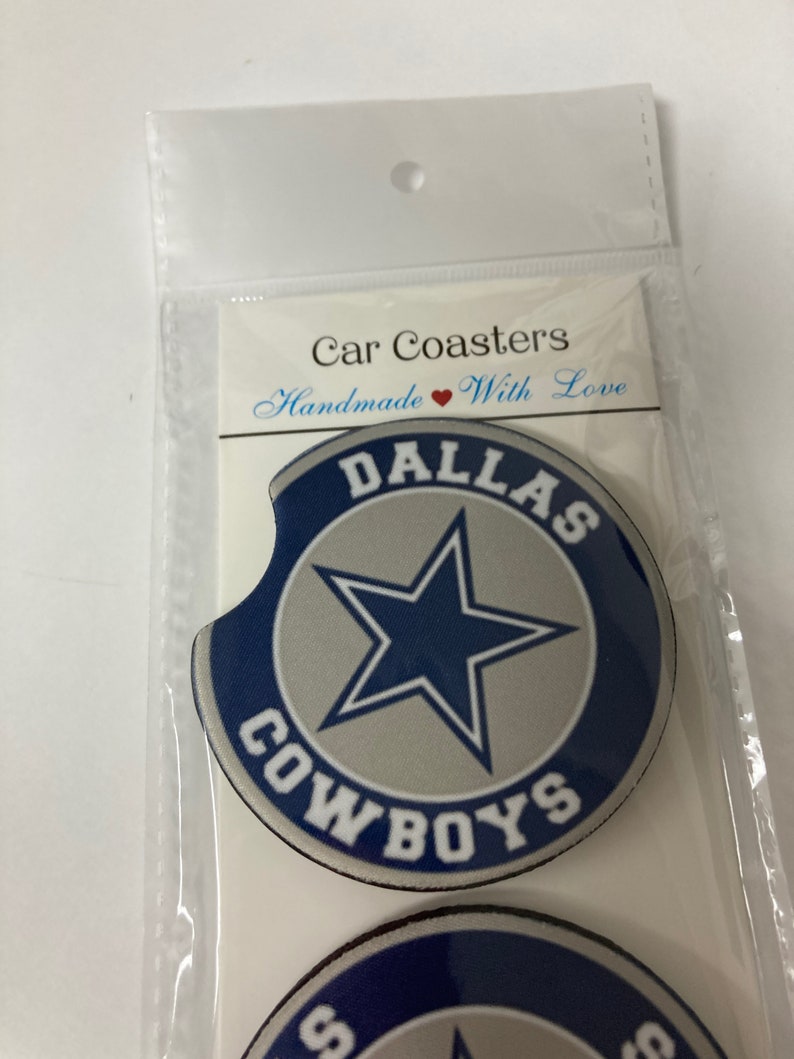 Car Coasters
Handmade ❤ With Love
DALLAS
COWBOYS
S
S